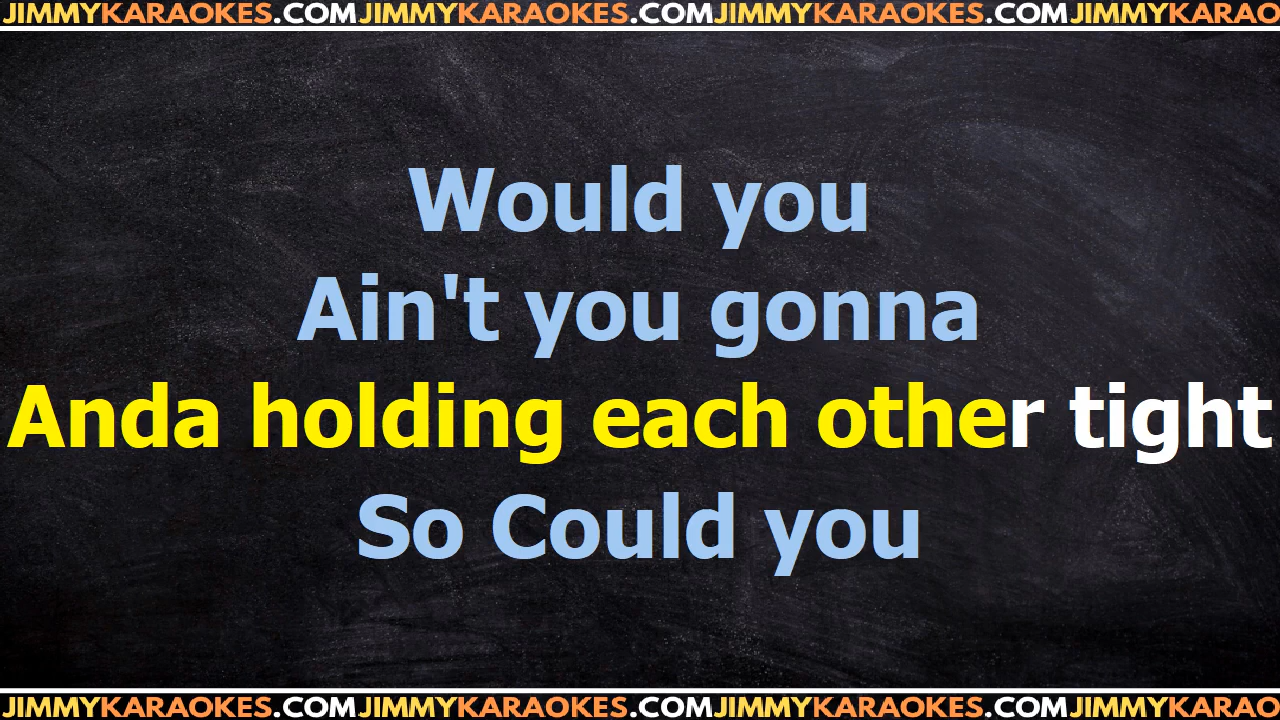 JIMMYKARAOKES.COMJIMMYKARAOKES.COMJIMMYKARAOKES.COMJIMMYKARAO
Would you
Ain't you gonna
Anda holding each other tight
So Could you
JIMMYKARAOKES.COMJIMMYKARAOKES.COMJIMMYKARAOKES.COMJIMMYKARAO